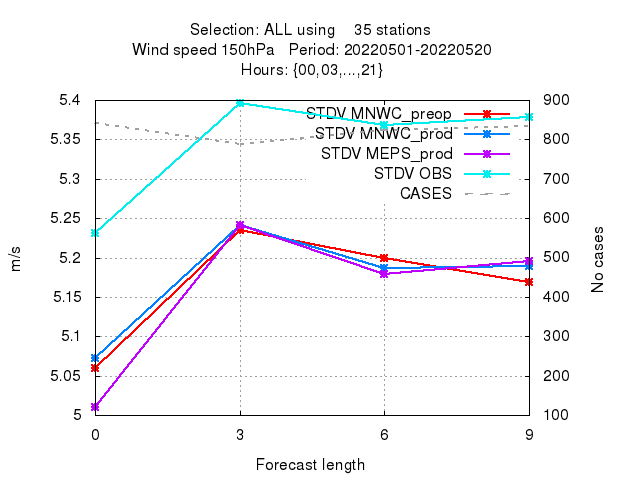 Selection: ALL using    35 stations
Wind speed 150hPa   Period: 20220501-20220520
Hours: {00,03,...,21}
5.4
5.35
5.3
5.25
5.2
5.15
5.1
5.05
5
900
800
700
600
500
400
300
200
100
STDV MNWC_preop
STDV MNWC_prod
STDV MEPS_prod
STDV OBS
CASES
m/s
No cases
0 3 6 9
Forecast length